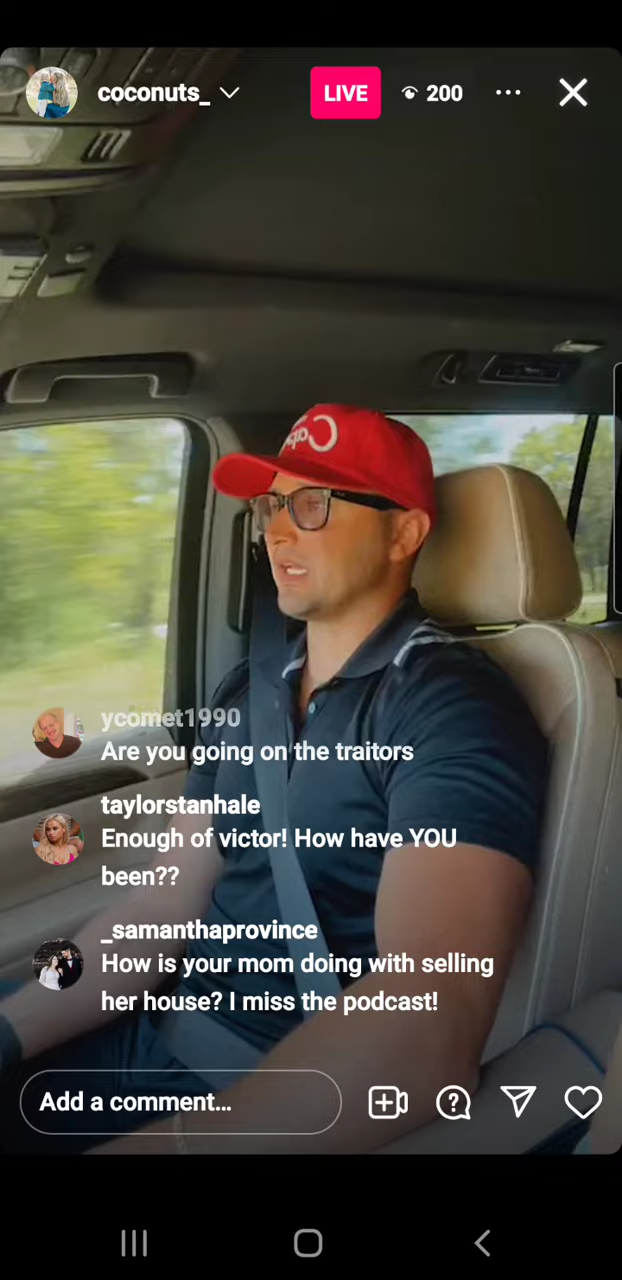 coconuts_
LIVE
200
ycomet1990
Are you going on the traitors
taylorstanhale
Enough of victor! How have YOU
been??
_samanthaprovince
How is your mom doing with selling
her house? I miss the podcast!
Add a comment...